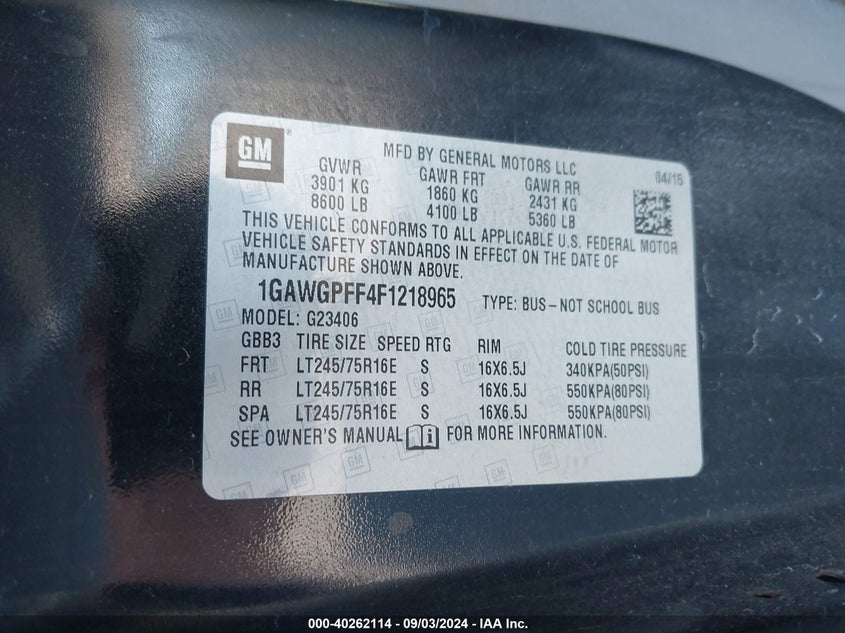 GM®
MFD BY GENERAL MOTORS LLC 04/15
GVWR GAWR FRT GAWR RR
3901 KG 1860 KG 2431 KG
8600 LB 4100 LB 5360 LB
THIS VEHICLE CONFORMS TO ALL APPLICABLE U.S. FEDERAL MOTOR
VEHICLE SAFETY STANDARDS IN EFFECT ON THE DATE OF
MANUFACTURE SHOWN ABOVE.
1GAWGPFF4F1218965 TYPE: BUS-NOT SCHOOL BUS
MODEL: G23406
GBB3 TIRE SIZE SPEED RTG RIM COLD TIRE PRESSURE
FRT LT245/75R16E S 16X6.5J 340KPA(50PSI)
RR LT245/75R16E S 16X6.5J 550KPA(80PSI)
SPA LT245/75R16E S 16X6.5J 550KPA(80PSI)
SEE OWNER'S MANUAL FOR MORE INFORMATION.
000-40262114 - 09/03/2024 - IAA Inc.